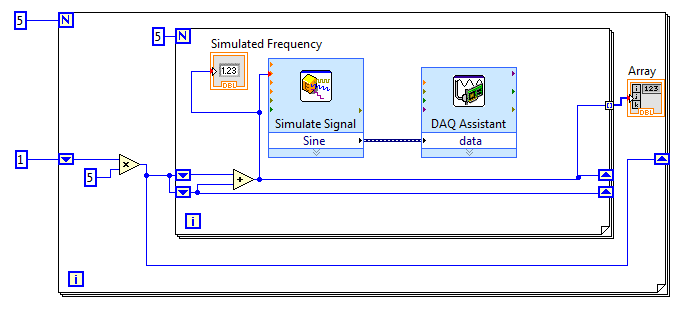 5
N
i
5
N
Simulated Frequency
1.23
DBL
Simulate Signal
Sine
DAQ Assistant
data
Array
i
j
k
123
DBL
1
×
5
+
i
i